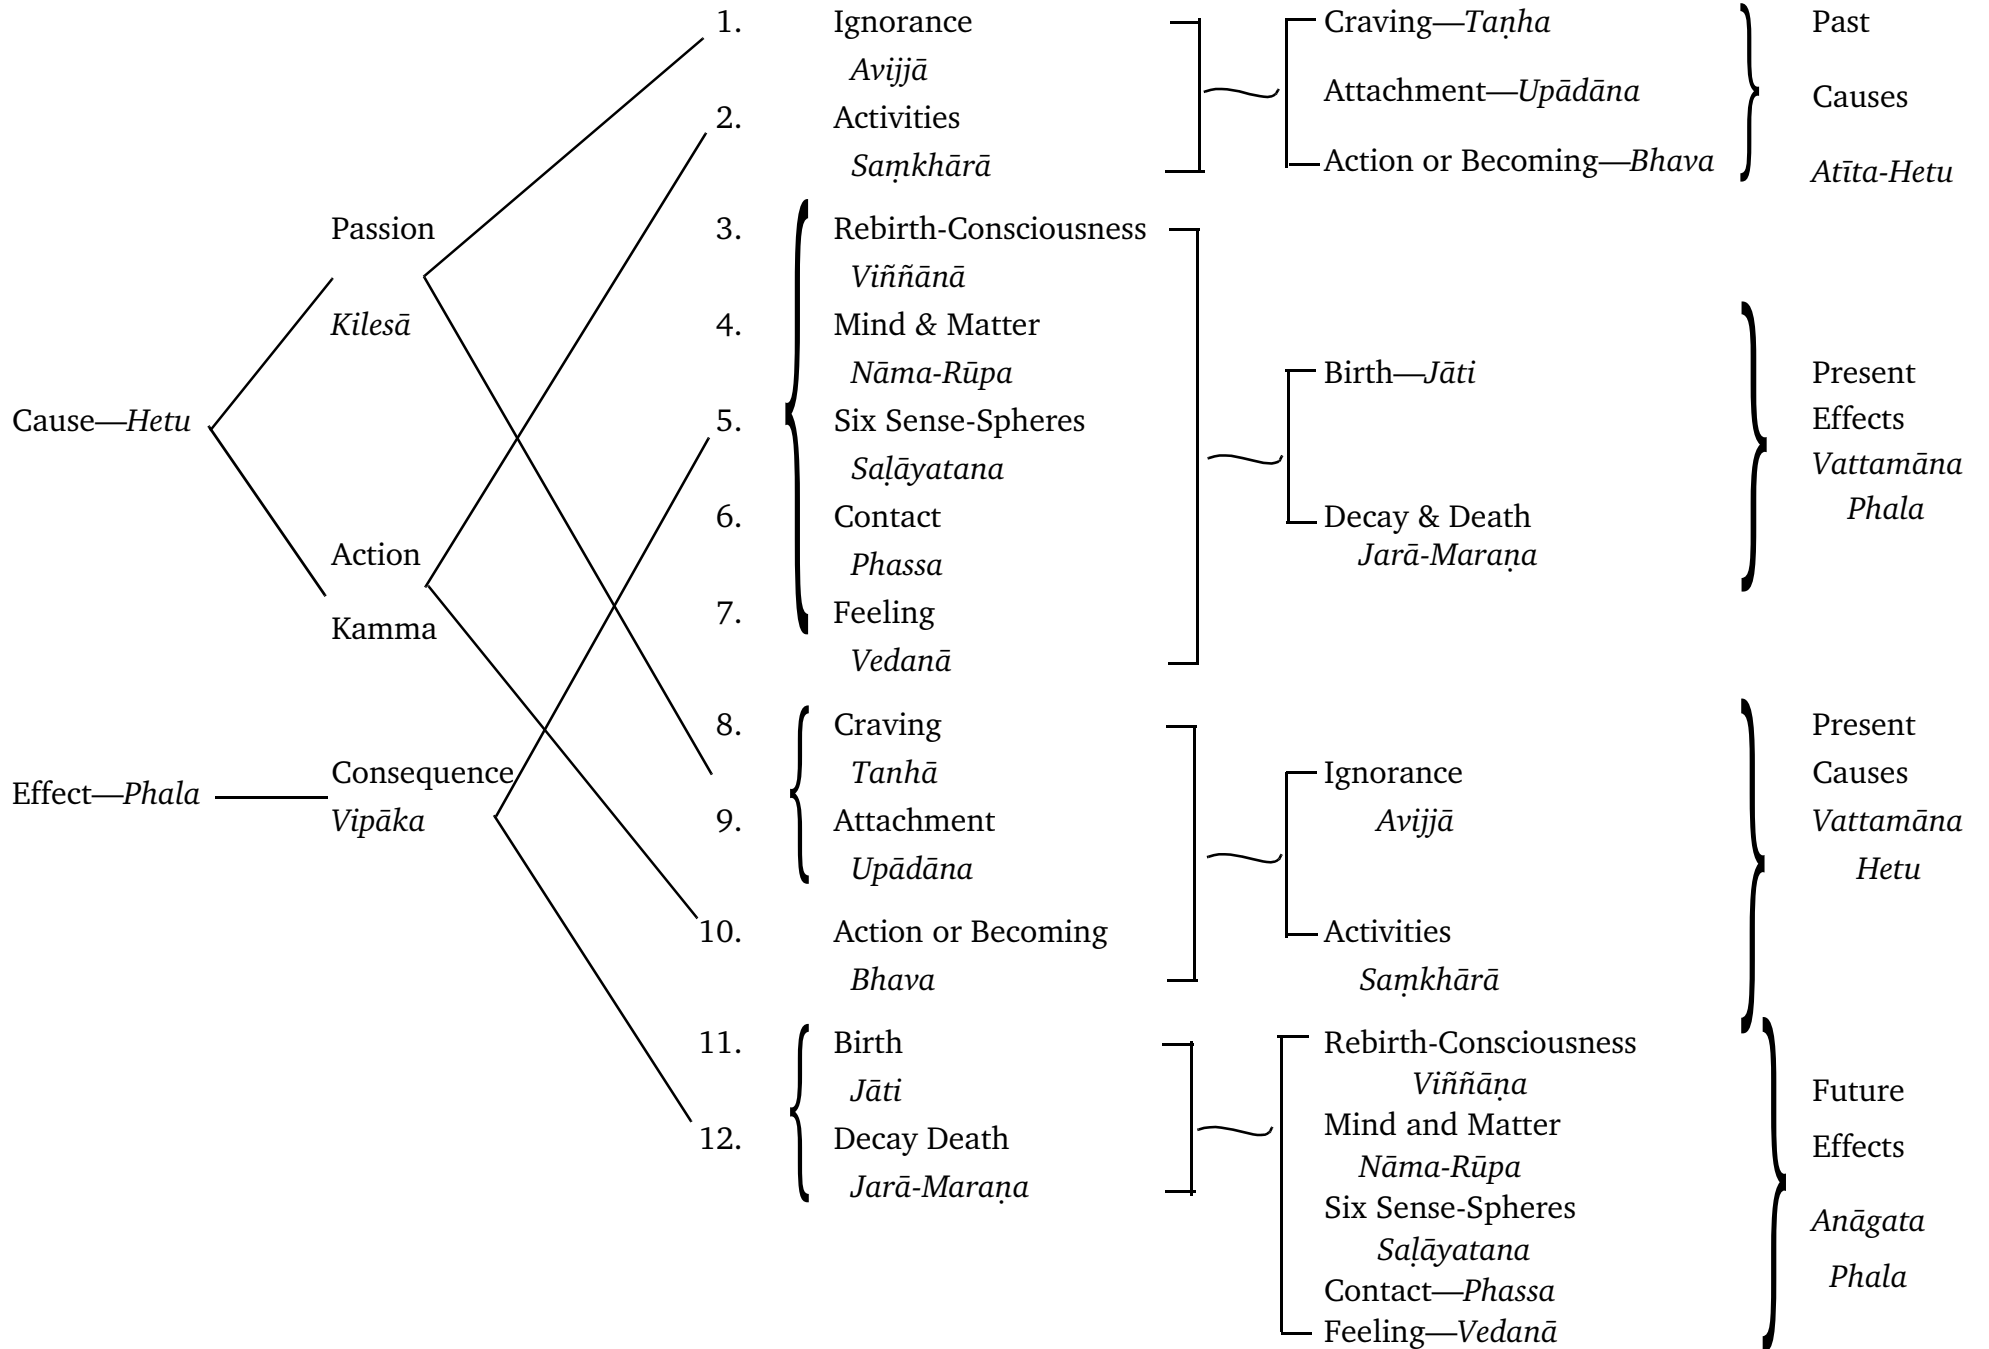 Cause—Hetu
Effect—Phala
Passion
Kilesā
Action
Kamma
Consequence
Vipāka
1. Ignorance
Avijjā
2. Activities
Saṃkhārā
3. Rebirth-Consciousness
Viññānā
4. Mind & Matter
Nāma-Rūpa
5. Six Sense-Spheres
Saḷāyatana
6. Contact
Phassa
7. Feeling
Vedanā
8. Craving
Tanhā
9. Attachment
Upādāna
10. Action or Becoming
Bhava
11. Birth
Jāti
12. Decay Death
Jarā-Maraṇa
Craving—Taṇha
Attachment—Upādāna
Action or Becoming—Bhava
Birth—Jāti
Decay & Death
Jarā-Maraṇa
Ignorance
Avijjā
Activities
Saṃkhārā
Rebirth-Consciousness
Viññāṇa
Mind and Matter
Nāma-Rūpa
Six Sense-Spheres
Saḷāyatana
Contact—Phassa
Feeling—Vedanā
Past
Causes
Atīta-Hetu
Present
Effects
Vattamāna
Phala
Present
Causes
Vattamāna
Hetu
Future
Effects
Anāgata
Phala